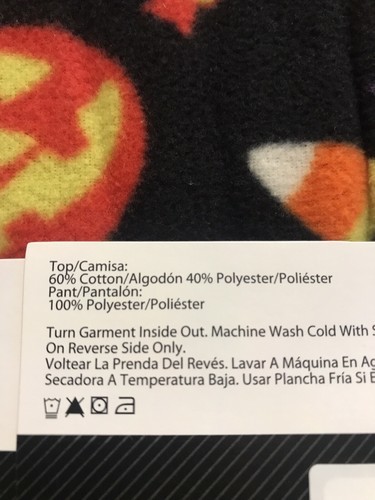 Top/Camisa:
60% Cotton/Algodón 40% Polyester/Poliéster
Pant/Pantalón:
100% Polyester/Poliéster
Turn Garment Inside Out. Machine Wash Cold With
On Reverse Side Only.
Voltear La Prenda Del Revés. Lavar A Máquina En
Secadora A Temperatura Baja. Usar Plancha Fría Si